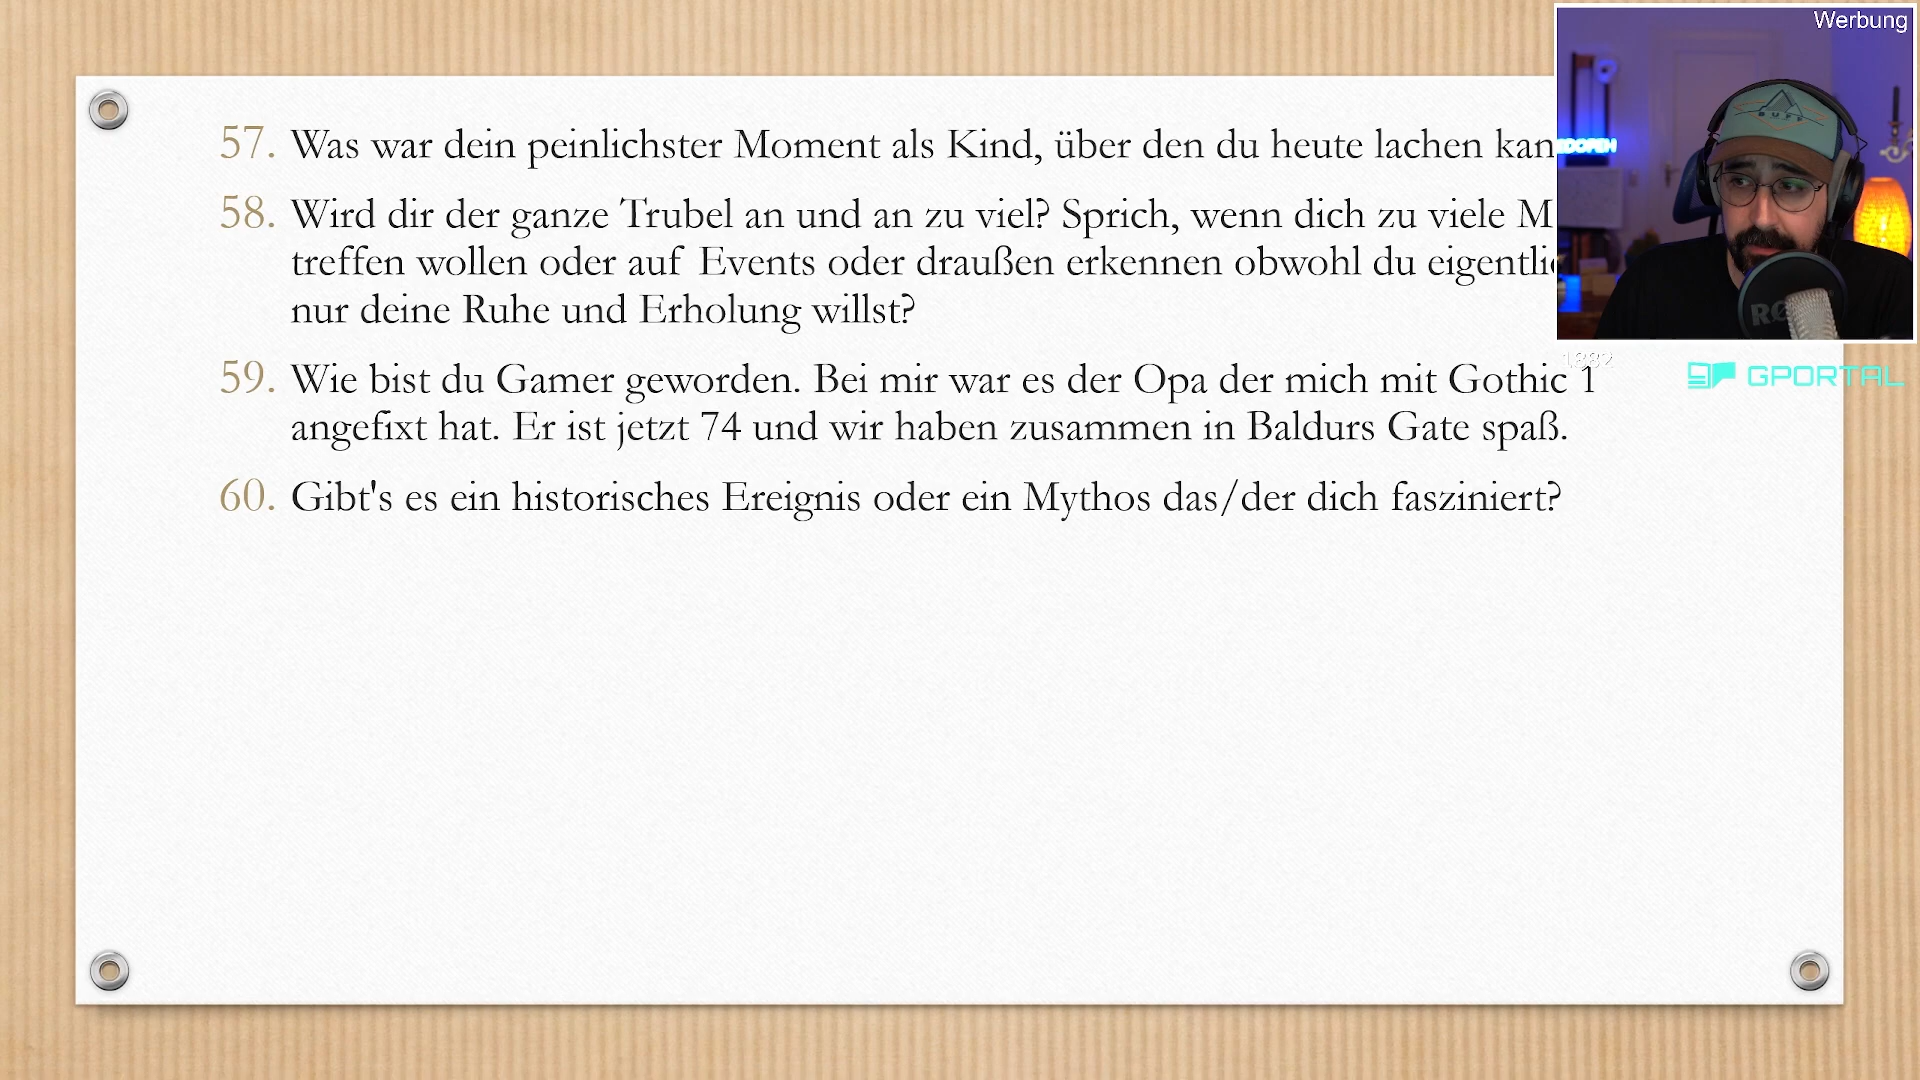 57. Was war dein peinlichster Moment als Kind, über den du heute lachen kan
58. Wird dir der ganze Trubel an und an zu viel? Sprich, wenn dich zu viele M
treffen wollen oder auf Events oder draußen erkennen obwohl du eigentli
nur deine Ruhe und Erholung willst?
59. Wie bist du Gamer geworden. Bei mir war es der Opa der mich mit Gothic 1
angefixt hat. Er ist jetzt 74 und wir haben zusammen in Baldurs Gate spaß.
60. Gibt's es ein historisches Ereignis oder ein Mythos das/der dich fasziniert?
Werbung
BUFF
1882
GPORTAL